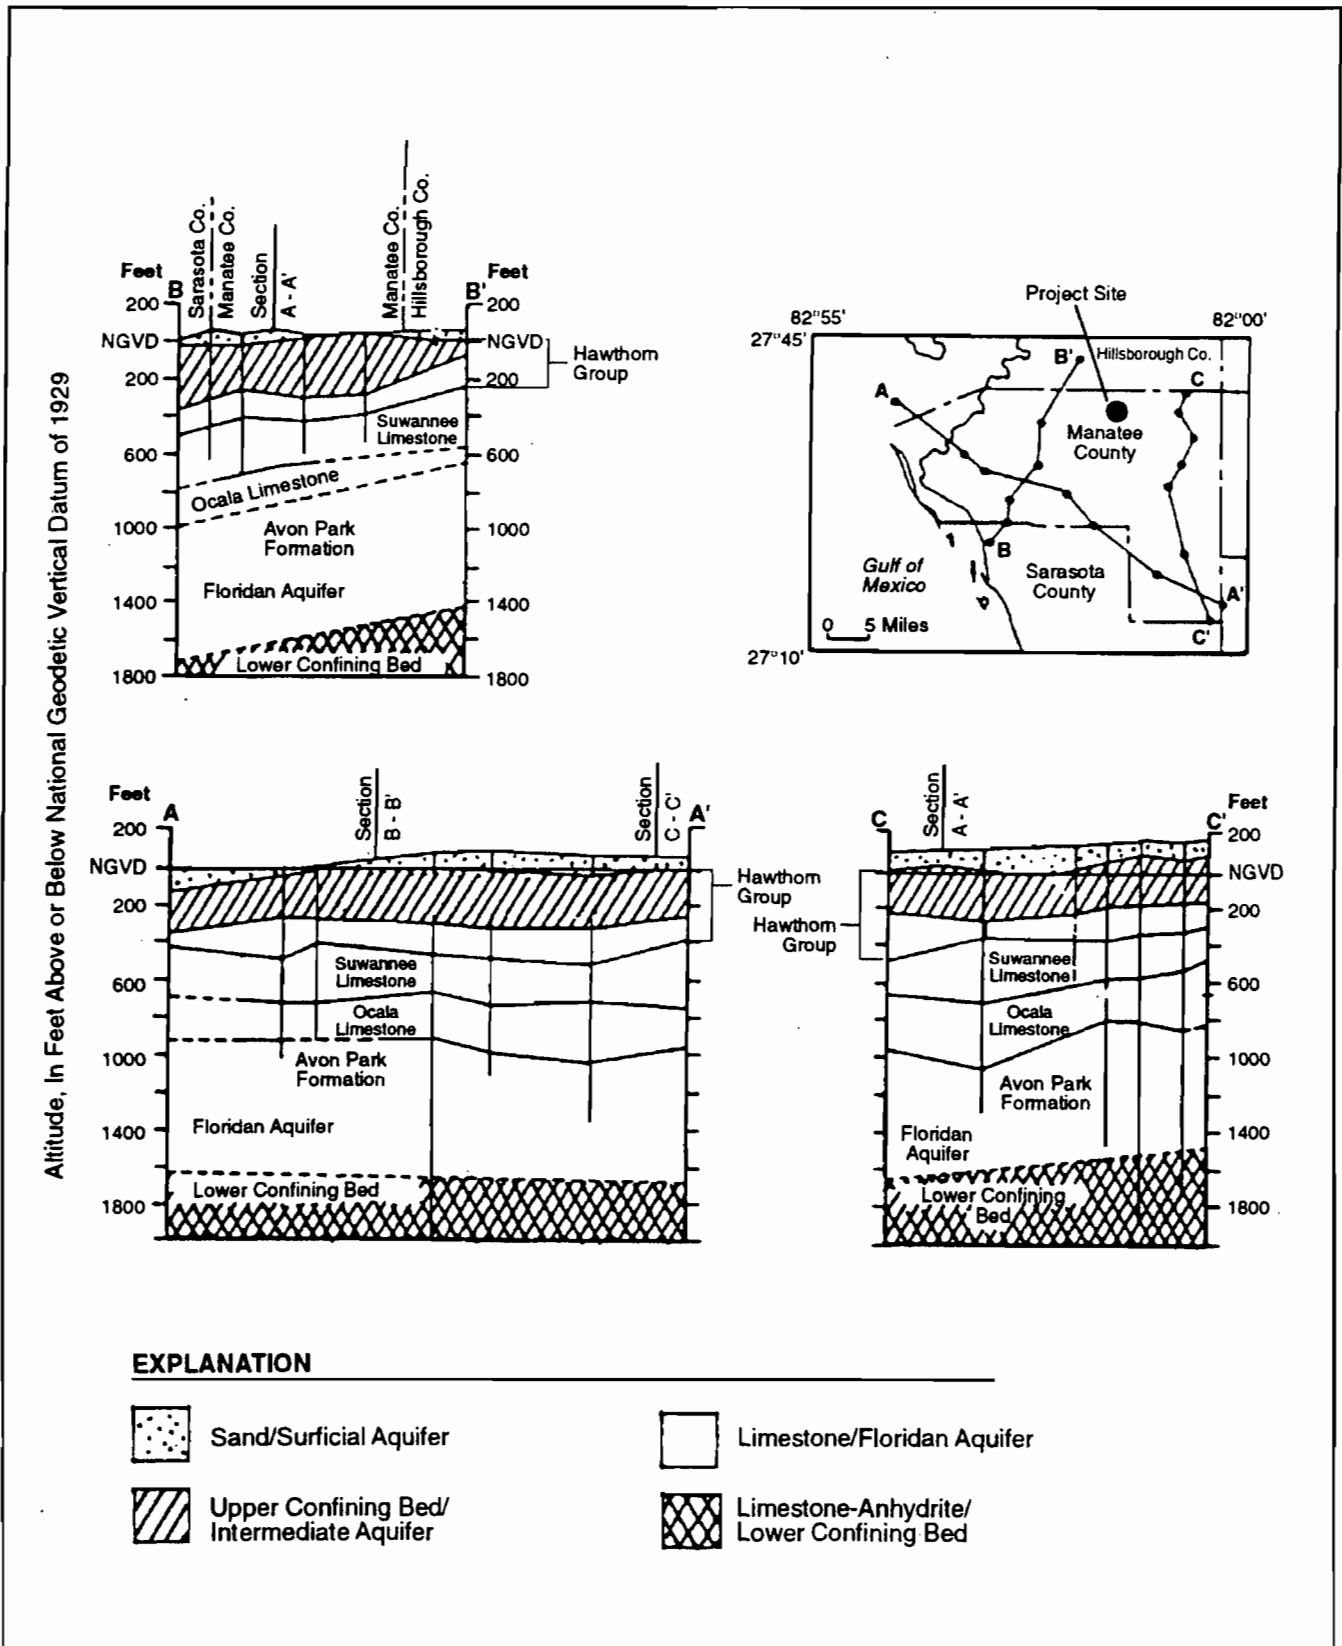 Altitude, In Feet Above or Below National Geodetic Vertical Datum of 1929
Sarasota Co.
Manatee Co.
Section
A - A'
Manatee Co.
Hillsborough Co.
Feet
B
200
NGVD
200
600
1000
1400
1800
Feet
B'
200
NGVD
200
600
1000
1400
1800
Hawthorn
Group
Suwannee
Limestone
Ocala Limestone
Avon Park
Formation
Floridan Aquifer
Lower Confining Bed
Project Site
82°55'
82°00'
27°45'
27°10'
B'
Hillsborough Co.
A
C
Manatee
County
B
Gulf of
Mexico
Sarasota
County
A'
C'
0 5 Miles
Feet
A
200
NGVD
200
600
1000
1400
1800
Section
B - B'
Section
C - C'
A'
Hawthorn
Group
Suwannee
Limestone
Ocala
Limestone
Avon Park
Formation
Floridan Aquifer
Lower Confining Bed
C
Section
A - A'
Feet
C'
200
NGVD
200
600
1000
1400
1800
Hawthorn
Group
Suwannee
Limestone
Ocala
Limestone
Avon Park
Formation
Floridan
Aquifer
Lower Confining
Bed
EXPLANATION
Sand/Surficial Aquifer
Limestone/Floridan Aquifer
Upper Confining Bed/
Intermediate Aquifer
Limestone-Anhydrite/
Lower Confining Bed